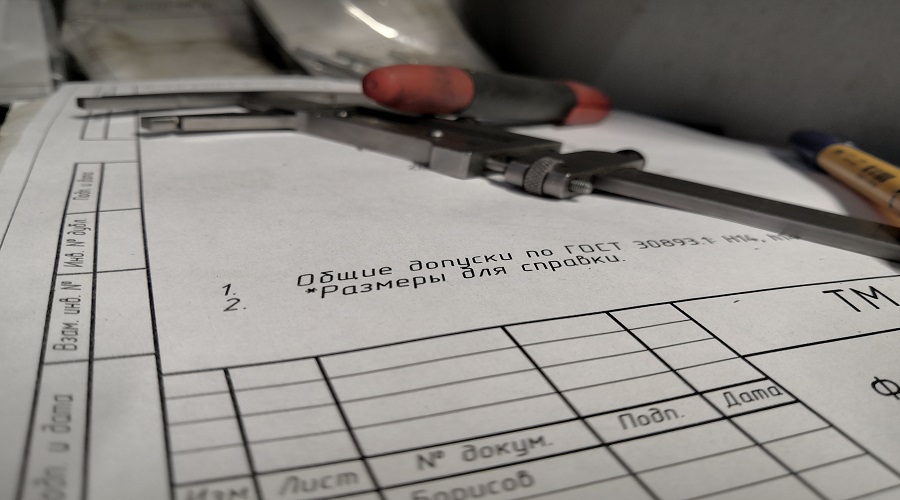 1. Общие допуски по ГОСТ 30893.1: H14,
2. *Размеры для справки.
ТМ
Изм Лист № докум. Подп. Дата
Борисов
Подп. и дата
Взам. инв. №
Инв. № дубл.
Подп. и дата